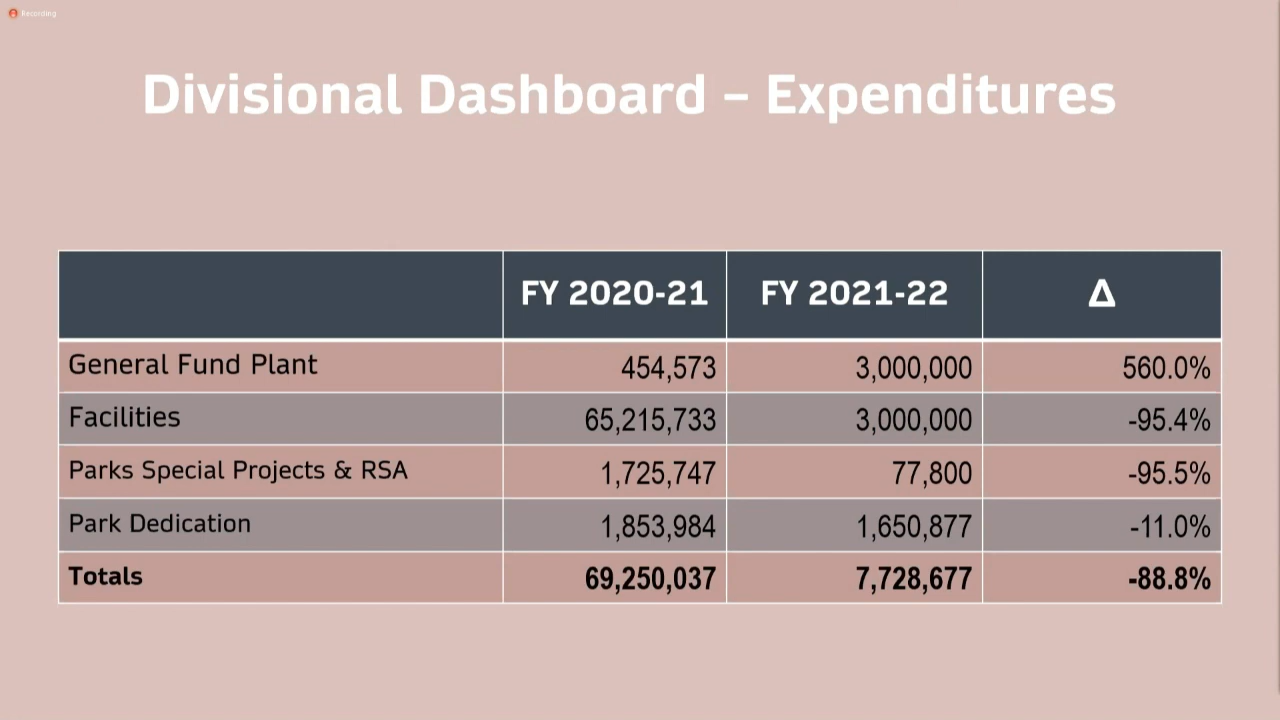 Recording
Divisional Dashboard – Expenditures
FY 2020-21 FY 2021-22 Δ
General Fund Plant 454,573 3,000,000 560.0%
Facilities 65,215,733 3,000,000 -95.4%
Parks Special Projects & RSA 1,725,747 77,800 -95.5%
Park Dedication 1,853,984 1,650,877 -11.0%
Totals 69,250,037 7,728,677 -88.8%